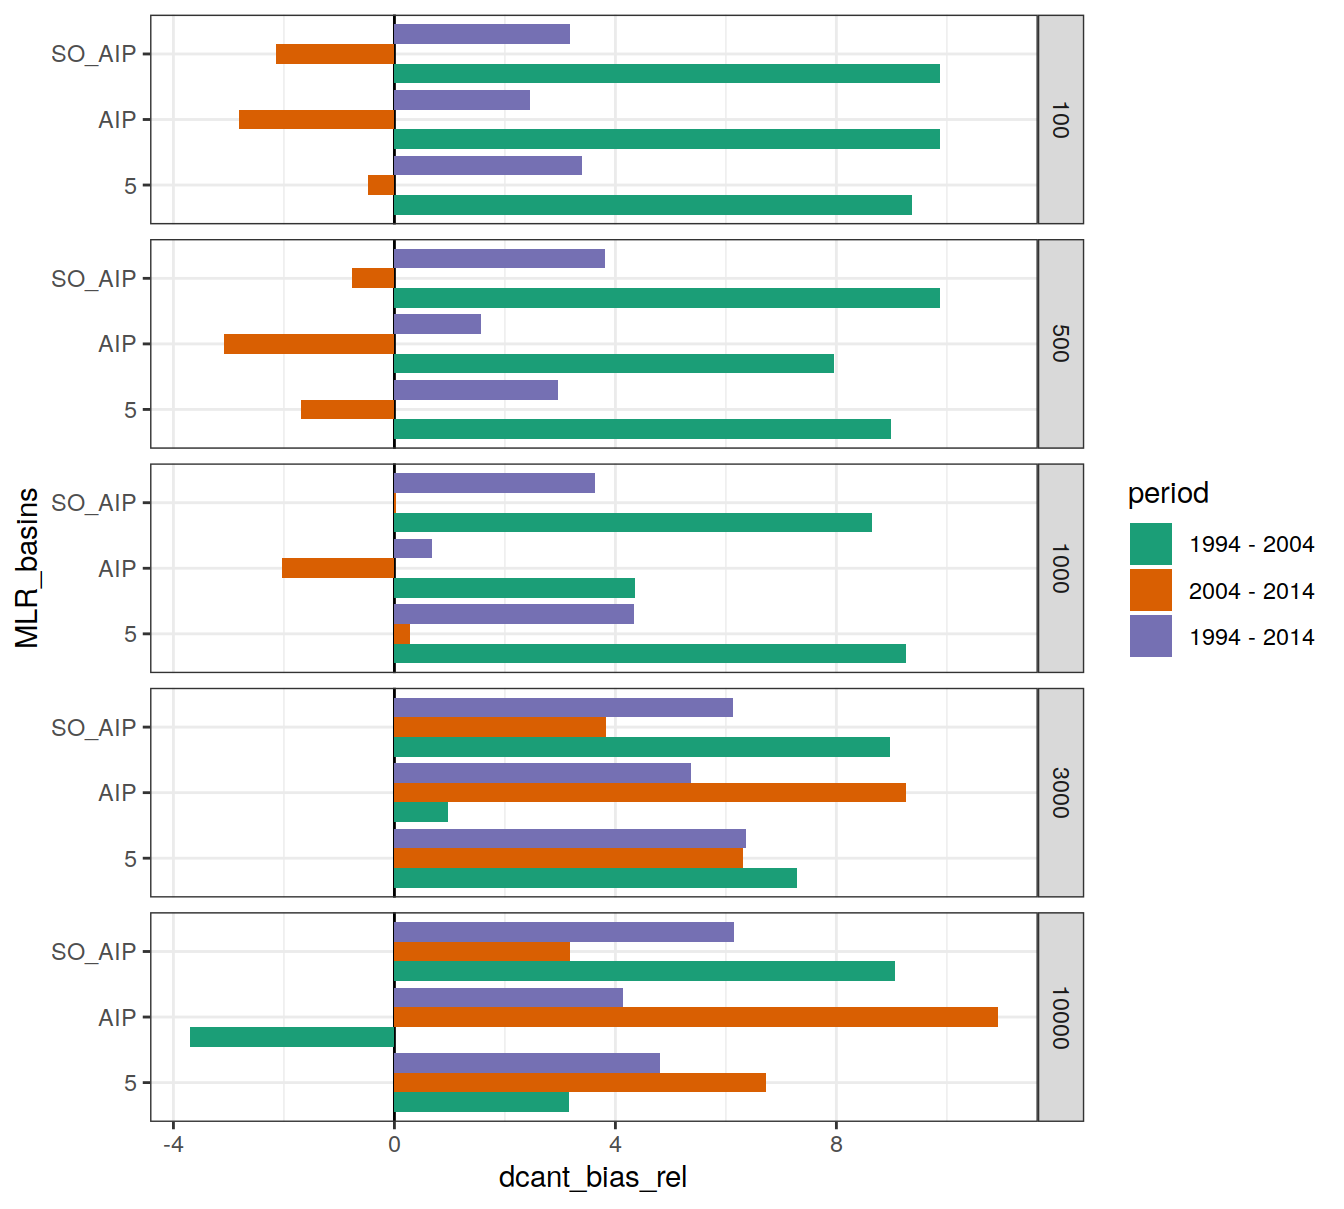 SO_AIP
AIP
5
100
SO_AIP
AIP
5
500
SO_AIP
AIP
5
1000
SO_AIP
AIP
5
3000
SO_AIP
AIP
5
10000
-4 0 4 8
dcant_bias_rel
MLR_basins
period
1994 - 2004
2004 - 2014
1994 - 2014